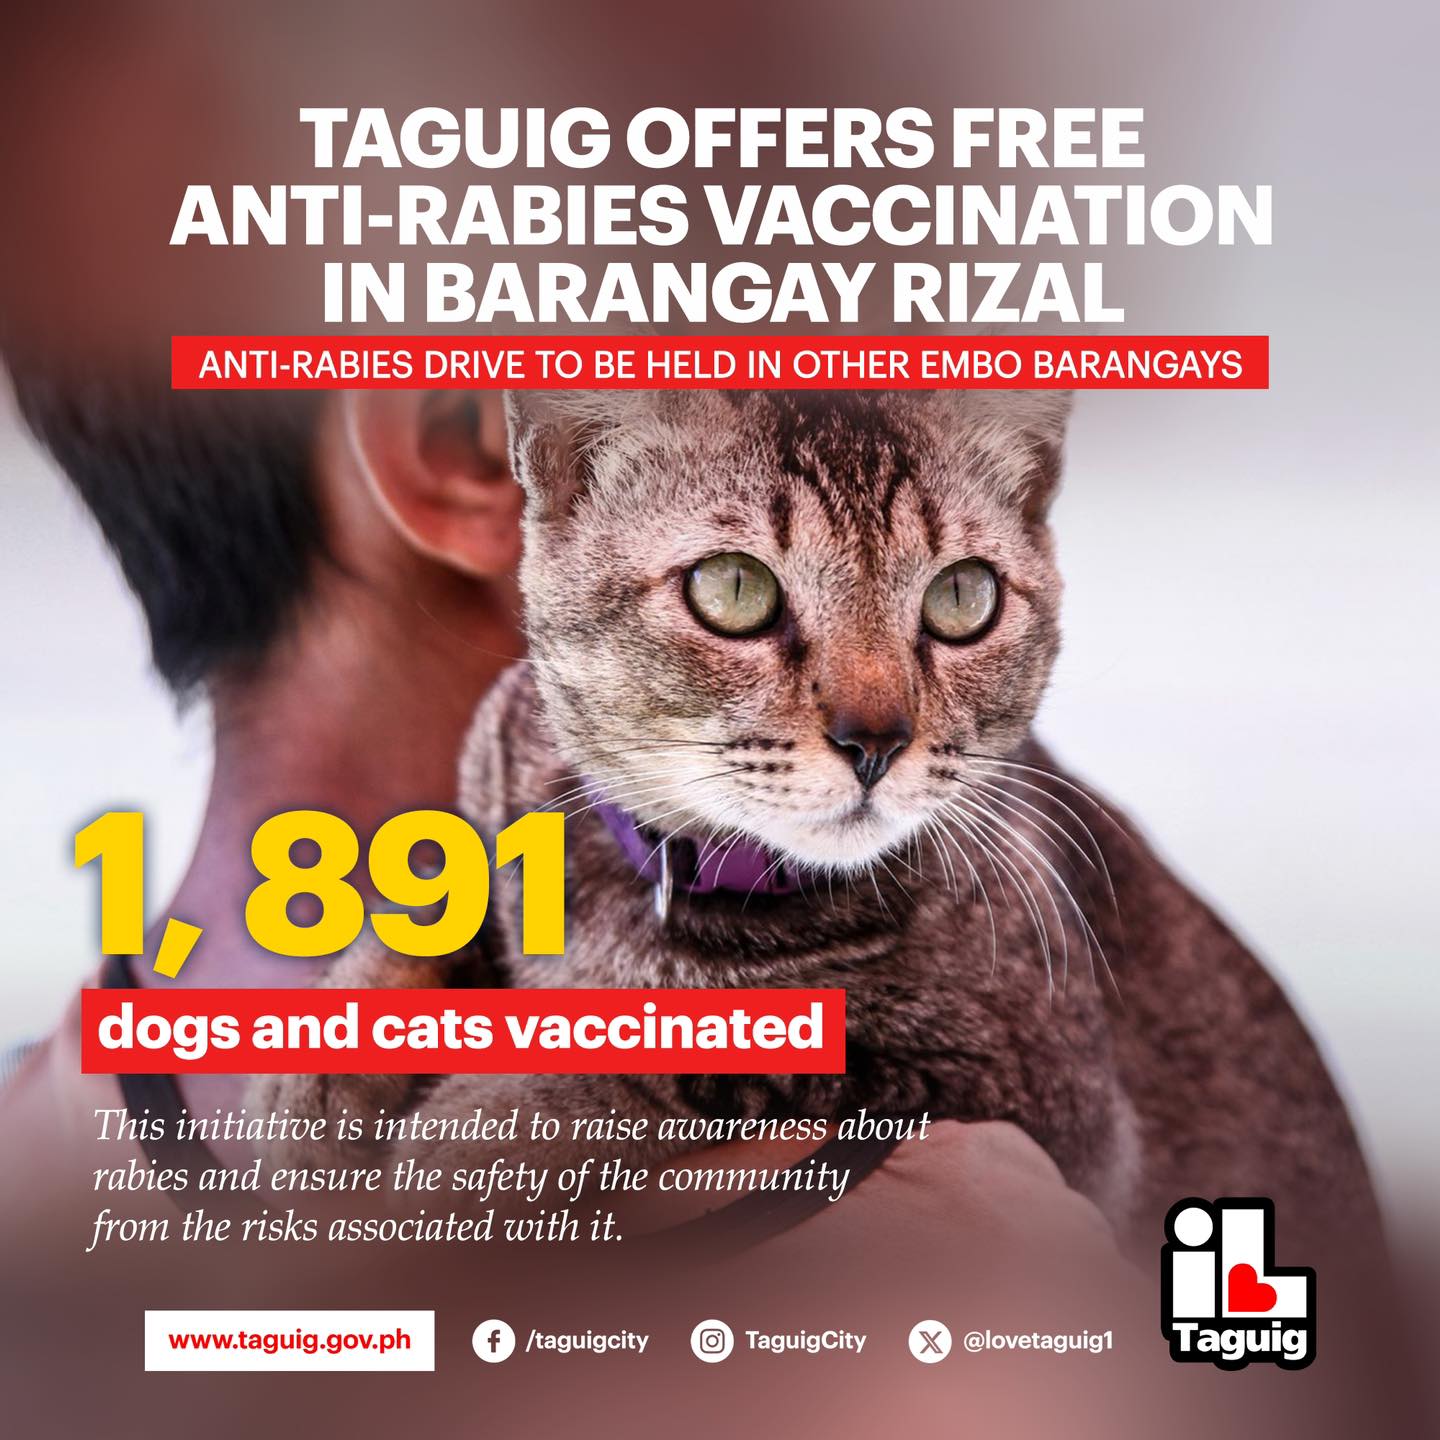 TAGUIG OFFERS FREE
ANTI-RABIES VACCINATION
IN BARANGAY RIZAL
ANTI-RABIES DRIVE TO BE HELD IN OTHER EMBO BARANGAYS
1, 891
dogs and cats vaccinated
This initiative is intended to raise awareness about
rabies and ensure the safety of the community
from the risks associated with it.
www.taguig.gov.ph /taguigcity TaguigCity @lovetaguig1
iL
Taguig